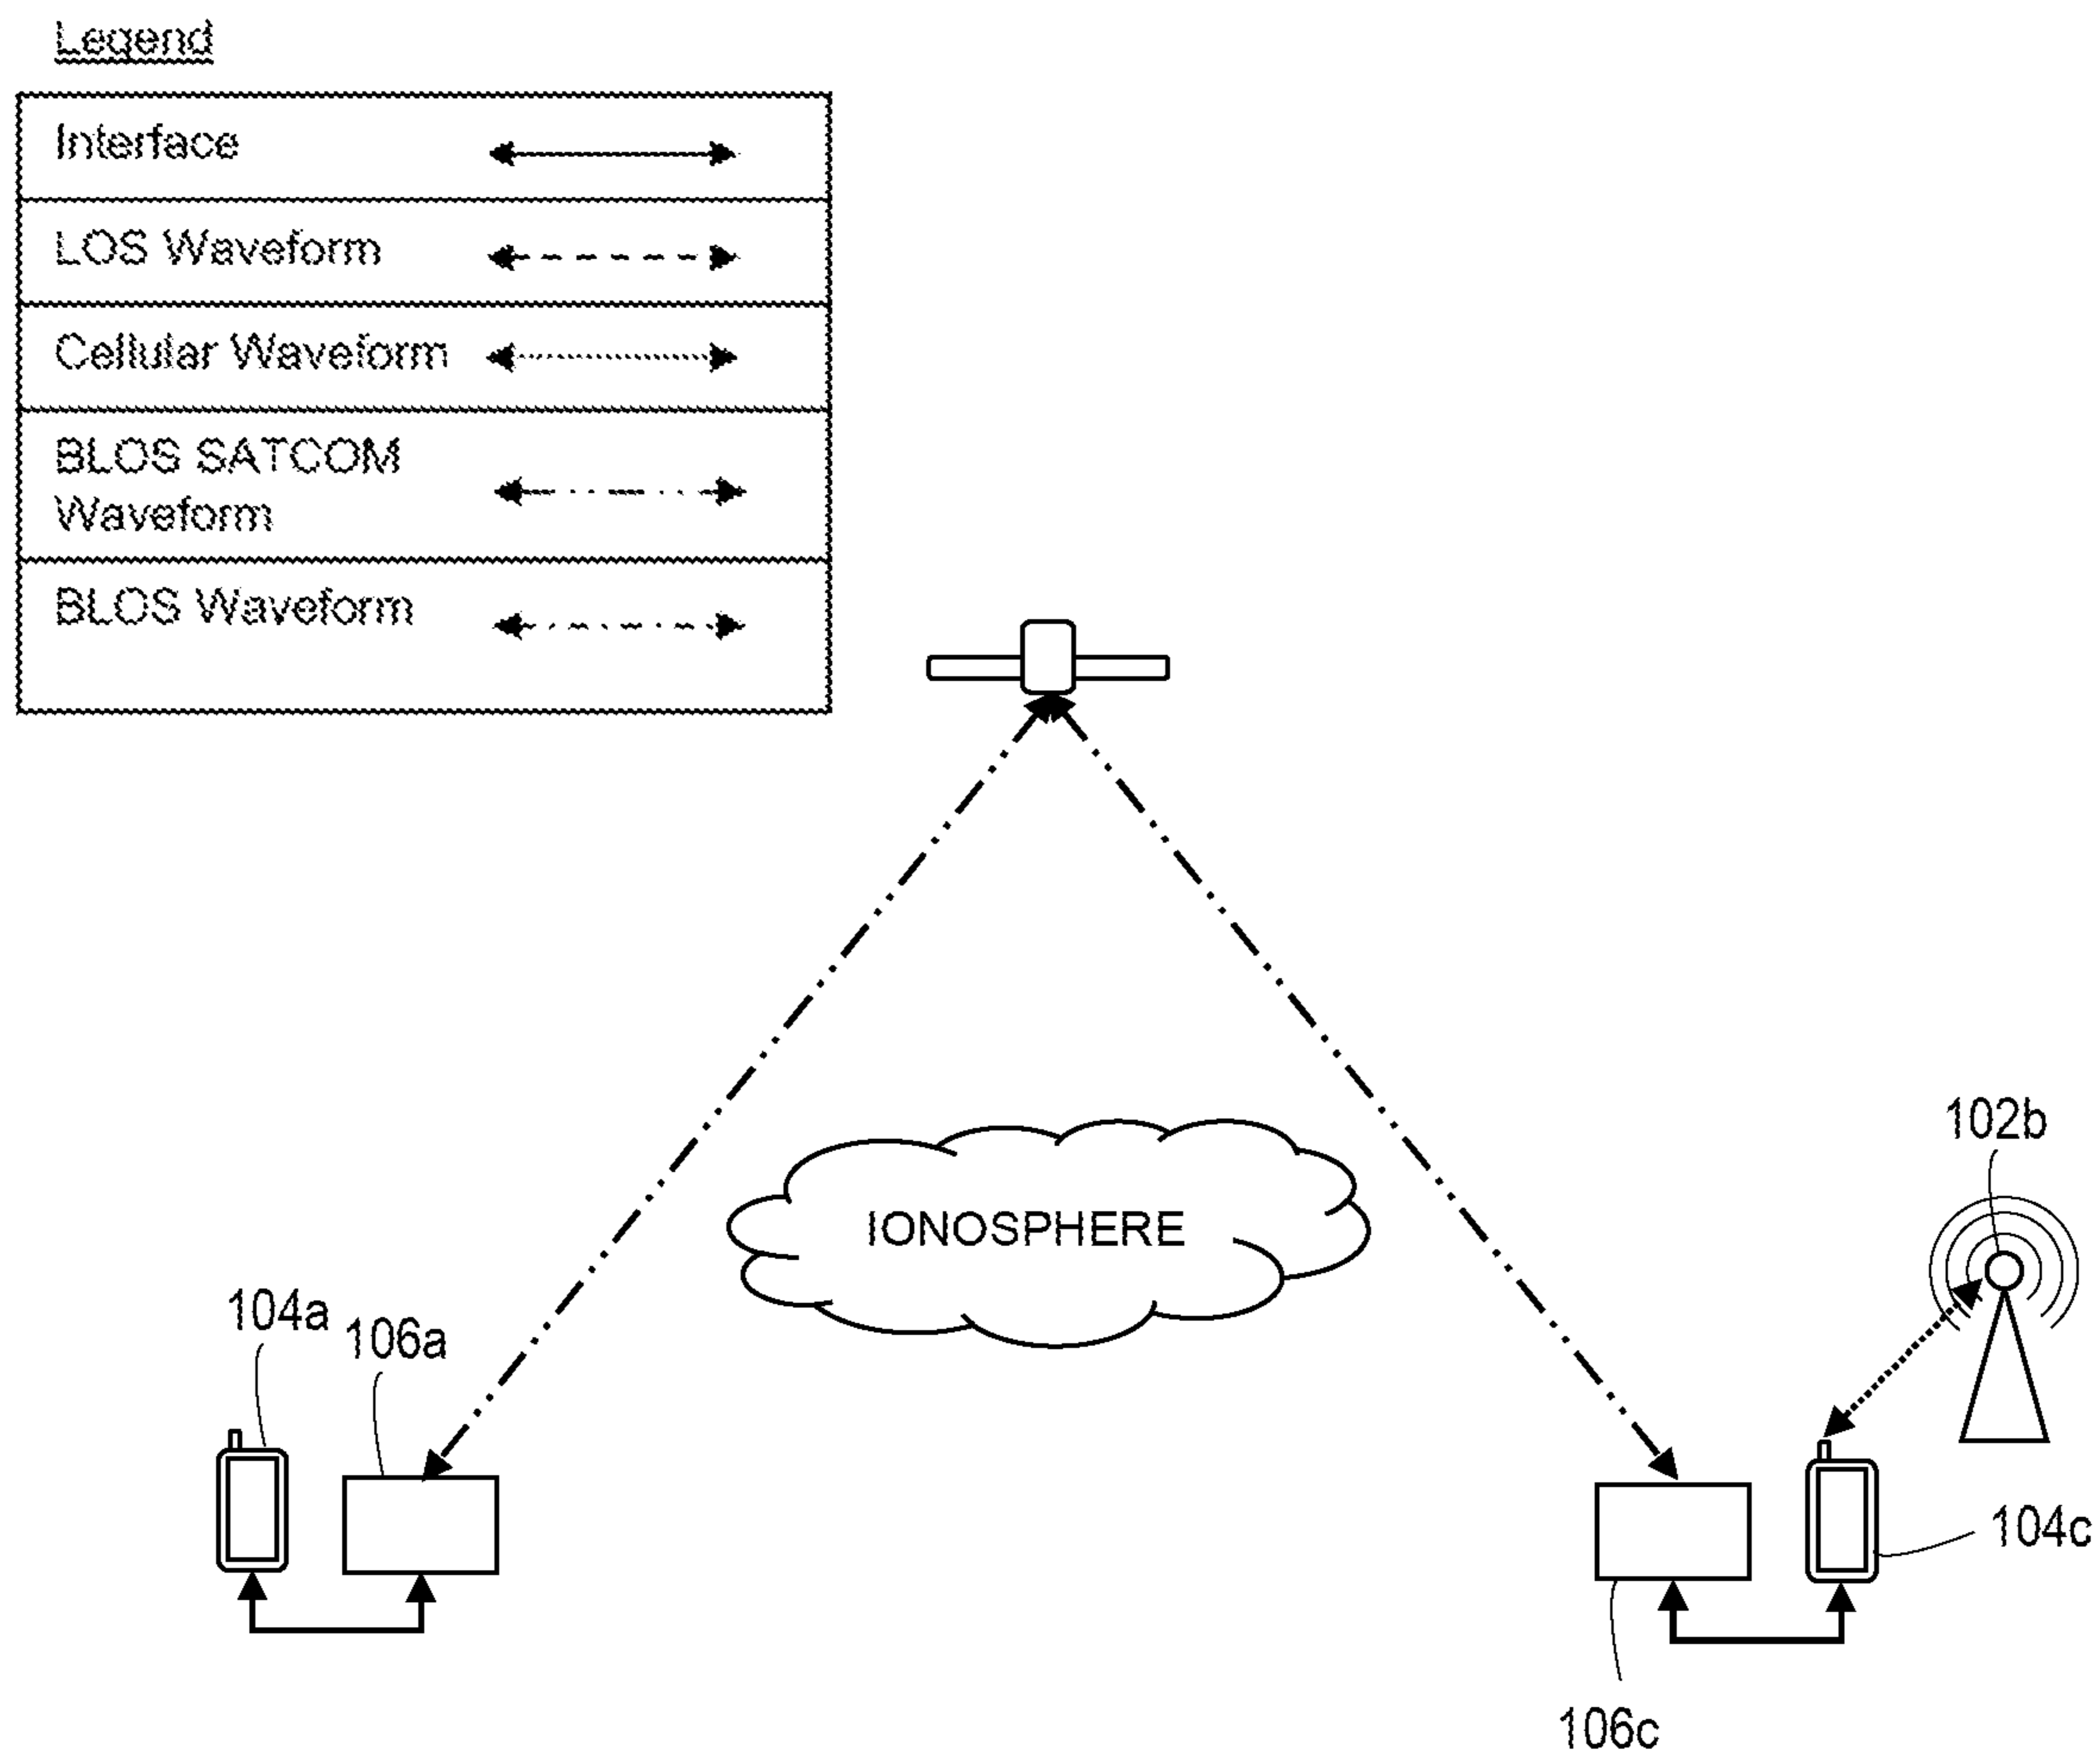 Legend
Interface
LOS Waveform
Cellular Waveform
BLOS SATCOM
Waveform
BLOS Waveform
102b
IONOSPHERE
104a
106a
104c
106c